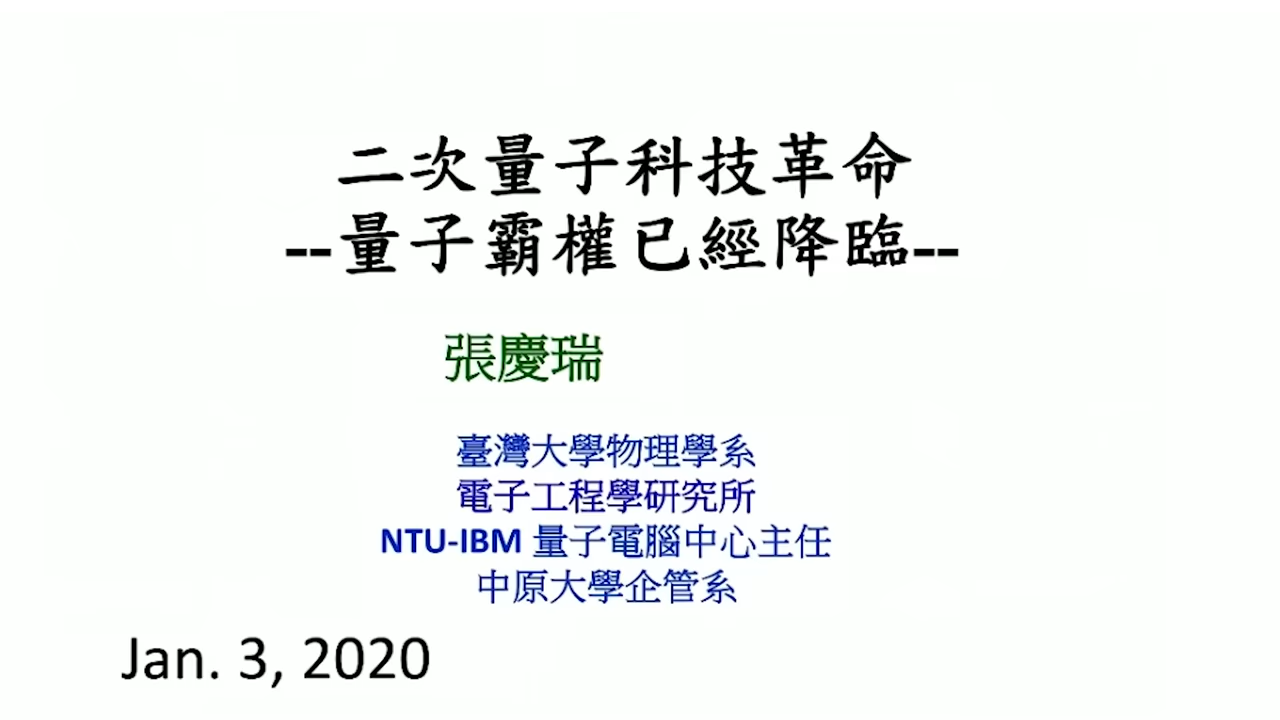 二次量子科技革命
--量子霸權已經降臨--
張慶瑞
臺灣大學物理學系
電子工程學研究所
NTU-IBM 量子電腦中心主任
中原大學企管系
Jan. 3, 2020